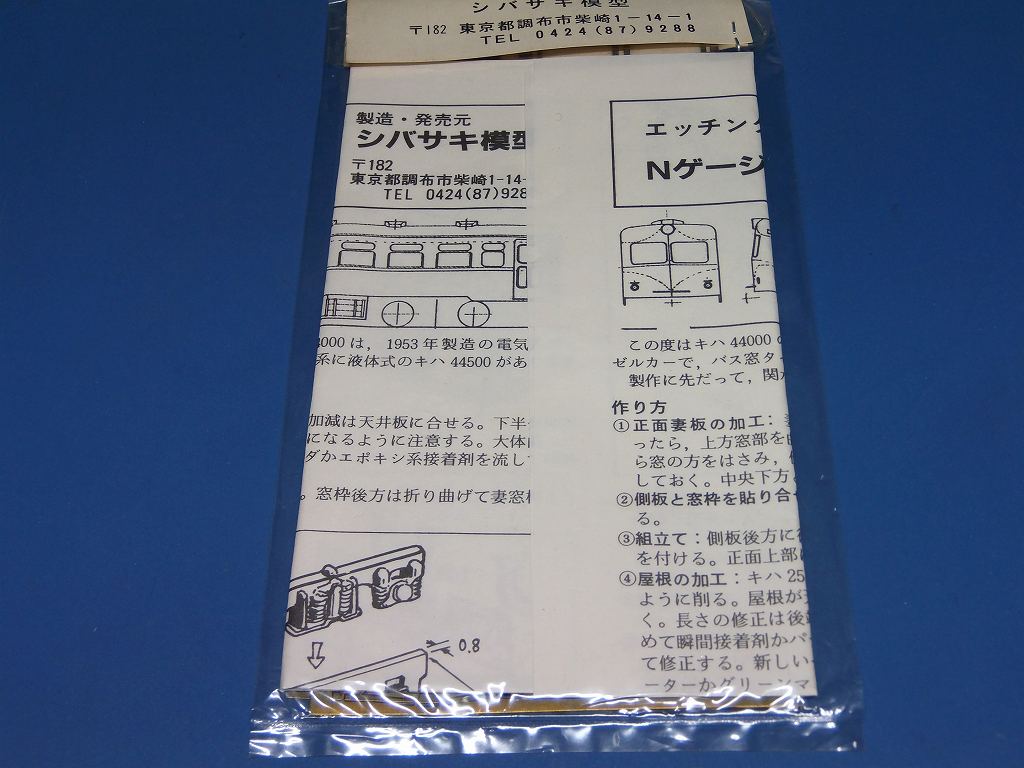 シバサキ模型
〒182 東京都調布市柴崎1-14-1
TEL 0424(87)9288
製造・発売元
シバサキ模型
〒182
東京都調布市柴崎1-14-
TEL 0424(87)928
000は，1953年製造の電気
系に液体式のキハ44500があ
加減は天井板に合せる。下半
になるように注意する。大体
ダかエポキシ系接着剤を流し
。窓枠後方は折り曲げて妻窓
0.8
エッチング
Nゲージ
この度はキハ44000
ゼルカーで，バス窓タ
製作に先だって，関
作り方
①正面妻板の加工：
ったら，上方窓部を
ら窓の方をはさみ，
しておく。中央下方
②側板と窓枠を貼り合せ
る。
③組立て：側板後方に
を付ける。正面上部
④屋根の加工：キハ25
ように削る。屋根が
く。長さの修正は後
めて瞬間接着剤かパ
て修正する。新しい
ーターかグリーンマ